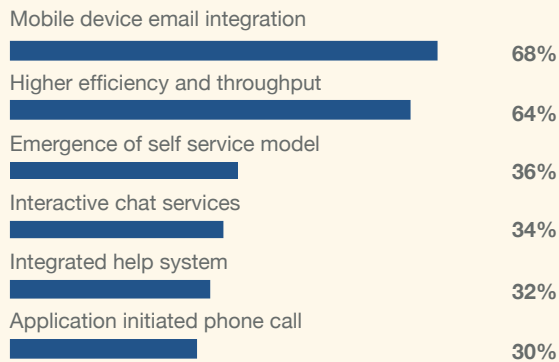 Mobile device email integration
68%
Higher efficiency and throughput
64%
Emergence of self service model
36%
Interactive chat services
34%
Integrated help system
32%
Application initiated phone call
30%